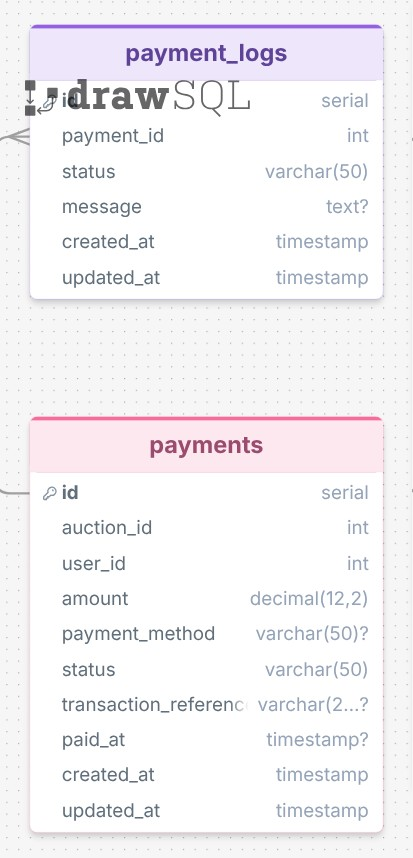 payment_logs
drawSQL
id serial
payment_id int
status varchar(50)
message text?
created_at timestamp
updated_at timestamp
payments
id serial
auction_id int
user_id int
amount decimal(12,2)
payment_method varchar(50)?
status varchar(50)
transaction_referenc varchar(2...?
paid_at timestamp?
created_at timestamp
updated_at timestamp